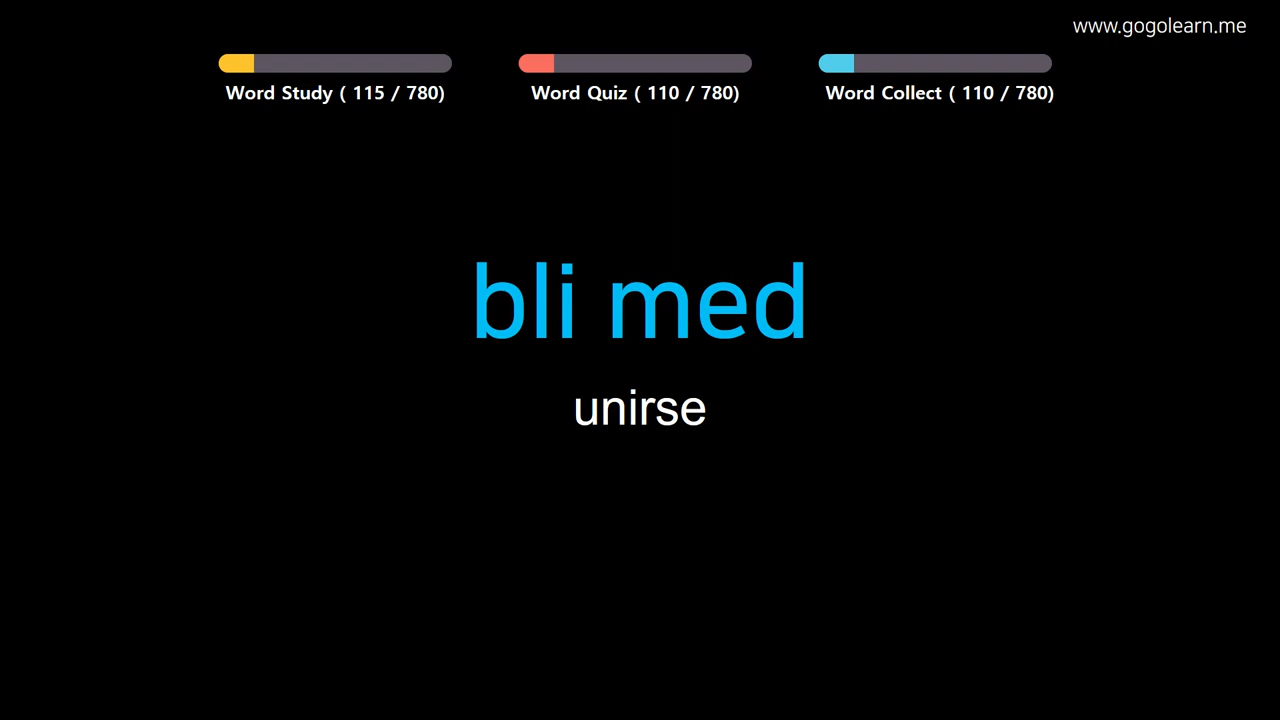 www.gogolearn.me
Word Study ( 115 / 780)
Word Quiz ( 110 / 780)
Word Collect ( 110 / 780)
bli med
unirse